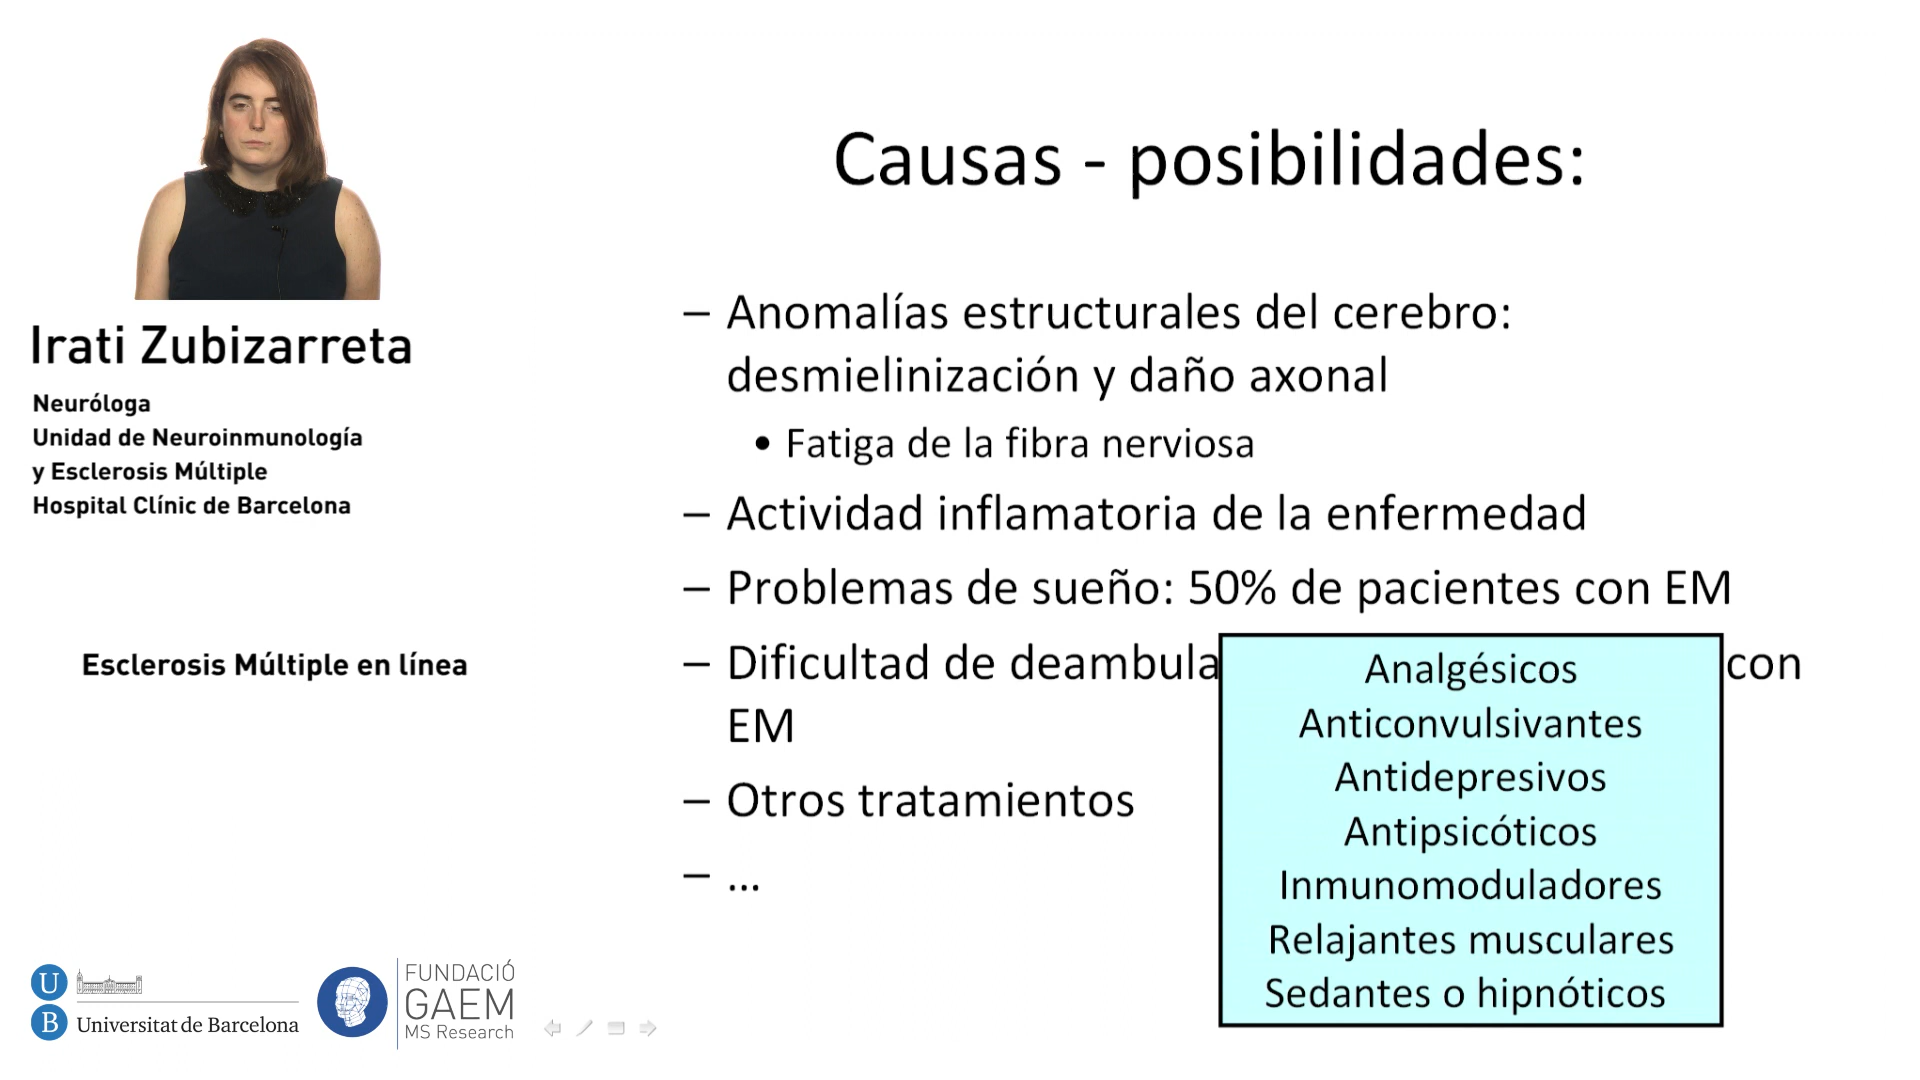 Causas - posibilidades:
– Anomalías estructurales del cerebro:
desmielinización y daño axonal
• Fatiga de la fibra nerviosa
– Actividad inflamatoria de la enfermedad
– Problemas de sueño: 50% de pacientes con EM
– Dificultad de deambula con
EM
– Otros tratamientos
– ...
Analgésicos
Anticonvulsivantes
Antidepresivos
Antipsicóticos
Inmunomoduladores
Relajantes musculares
Sedantes o hipnóticos
Irati Zubizarreta
Neuróloga
Unidad de Neuroinmunología
y Esclerosis Múltiple
Hospital Clínic de Barcelona
Esclerosis Múltiple en línea
U
B
Universitat de Barcelona
FUNDACIÓ
GAEM
MS Research